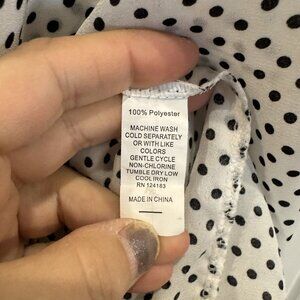 100% Polyester
MACHINE WASH
COLD SEPARATELY
OR WITH LIKE
COLORS
GENTLE CYCLE
NON-CHLORINE
TUMBLE DRY LOW
COOL IRON
RN 124183
MADE IN CHINA